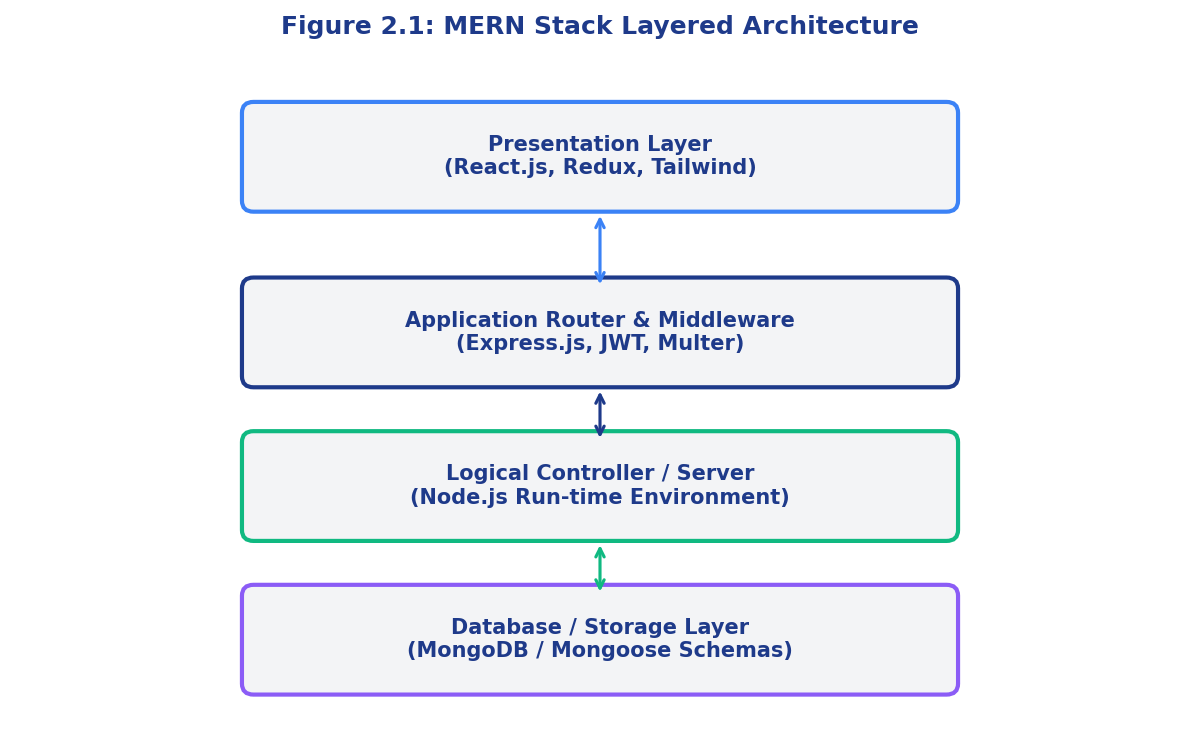 Figure 2.1: MERN Stack Layered Architecture
Presentation Layer
(React.js, Redux, Tailwind)
Application Router & Middleware
(Express.js, JWT, Multer)
Logical Controller / Server
(Node.js Run-time Environment)
Database / Storage Layer
(MongoDB / Mongoose Schemas)